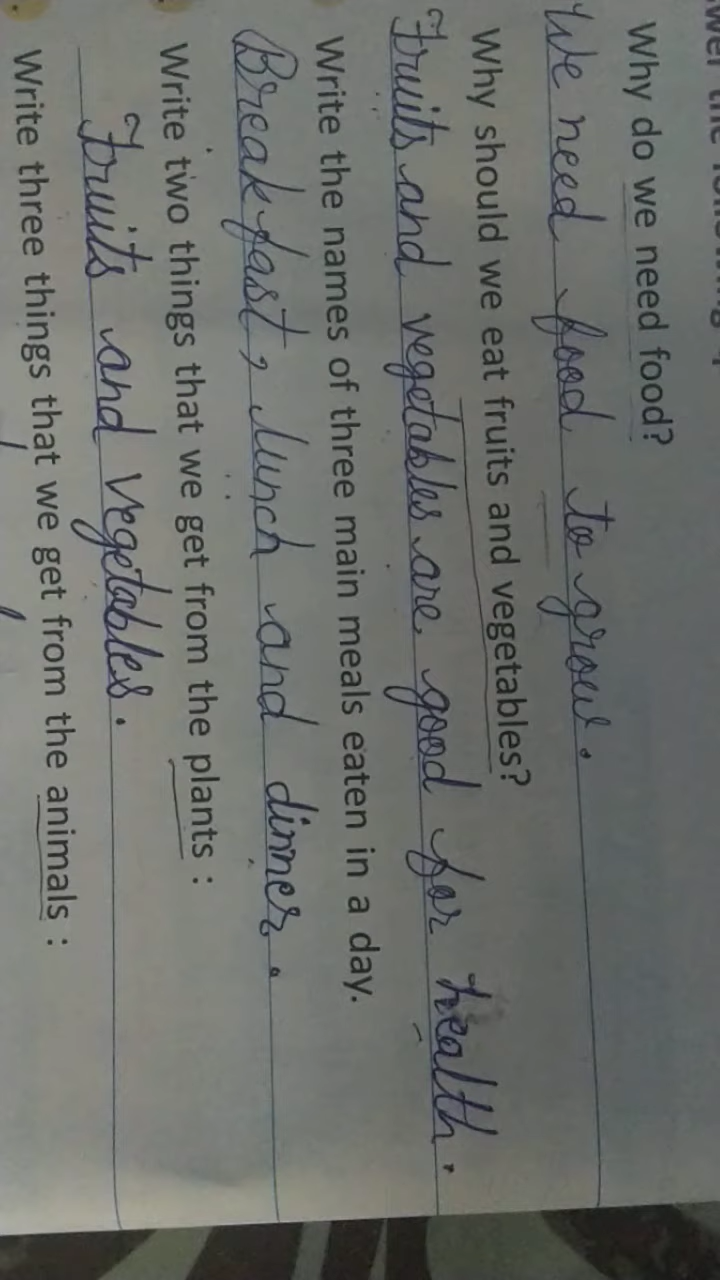 Why do we need food?
We need food to grow.
Why should we eat fruits and vegetables?
Fruits and vegetables are good for health.
Write the names of three main meals eaten in a day.
Breakfast, lunch and dinner.
Write two things that we get from the plants :
Fruits and vegetables.
Write three things that we get from the animals :